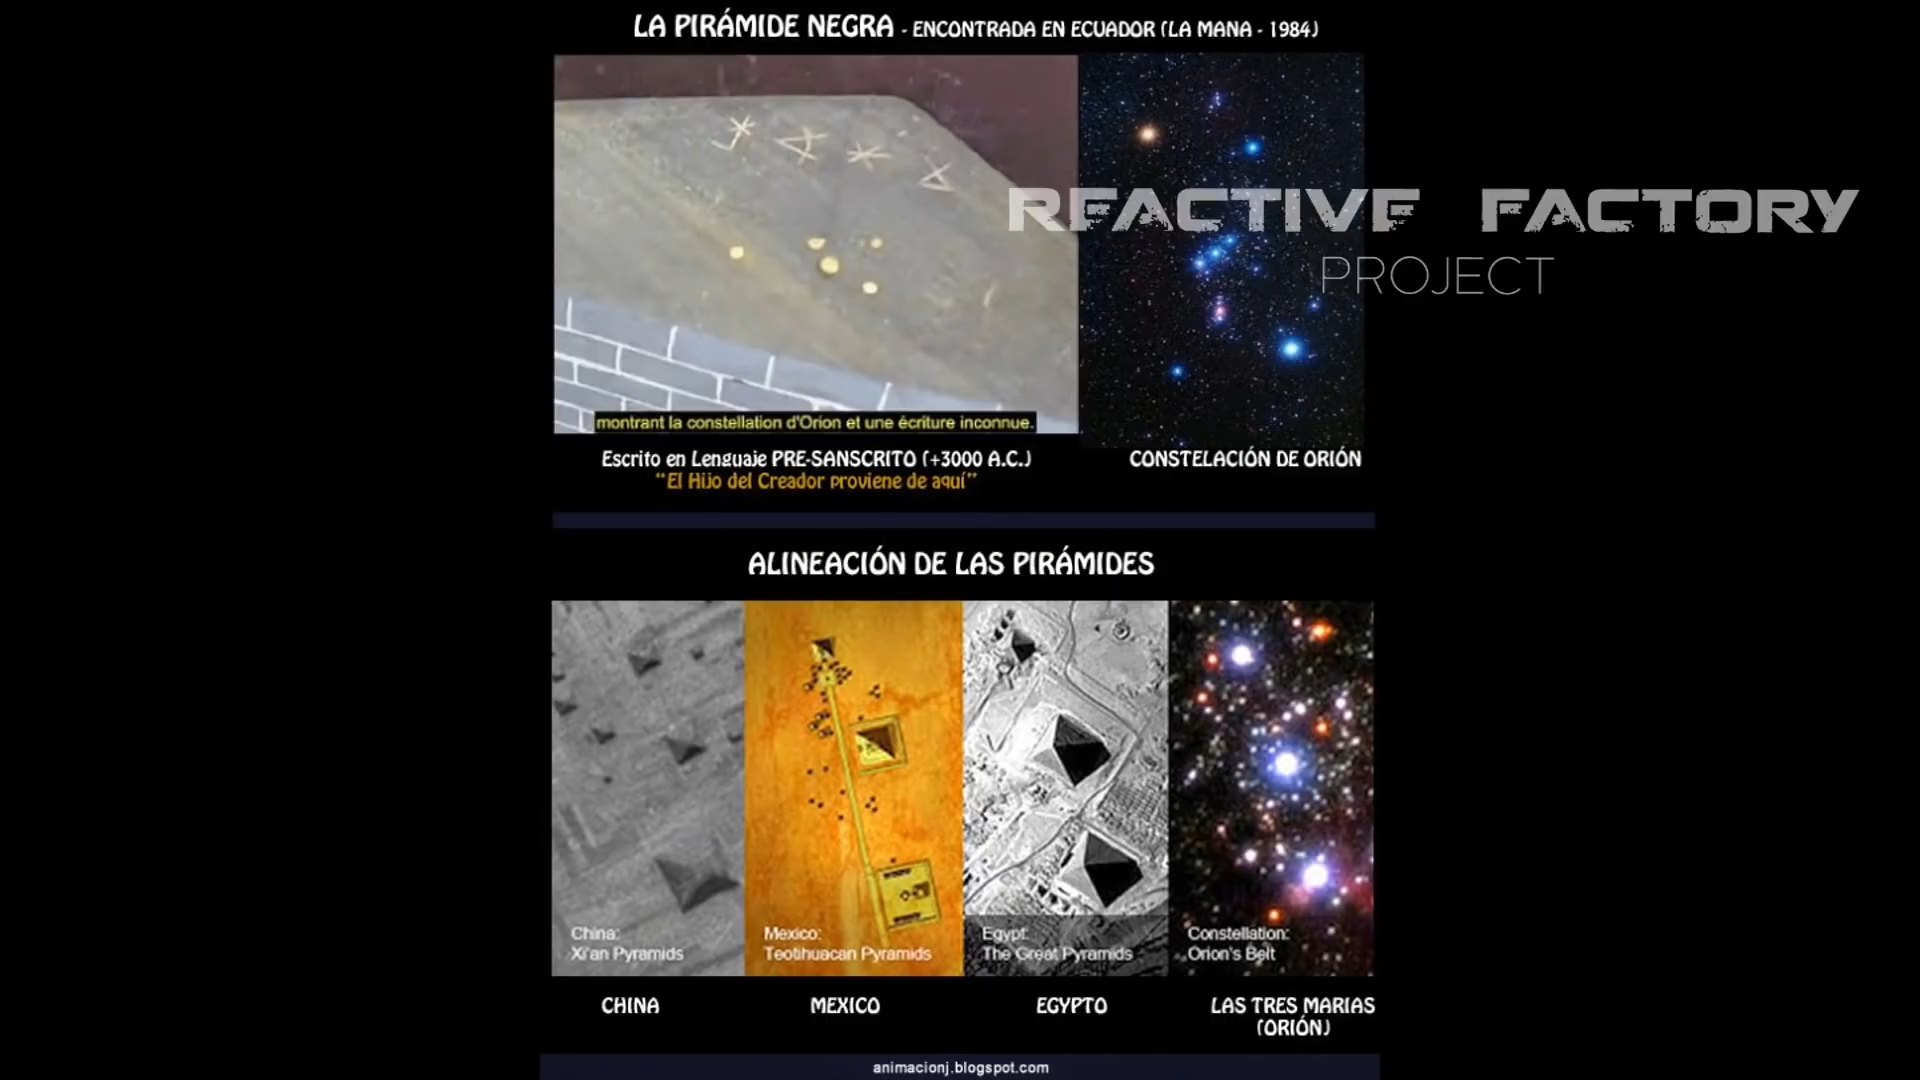 LA PIRÁMIDE NEGRA - ENCONTRADA EN ECUADOR (LA MANA - 1984)
REACTIVE FACTORY
PROJECT
montrant la constellation d'Orion et une écriture inconnue.
Escrito en Lenguaje PRE-SANSCRITO (+3000 A.C.)
"El Hijo del Creador proviene de aquí"
CONSTELACIÓN DE ORIÓN
ALINEACIÓN DE LAS PIRÁMIDES
China:
Xi'an Pyramids
Mexico:
Teotihuacan Pyramids
Egypt:
The Great Pyramids
Constellation:
Orion's Belt
CHINA
MEXICO
EGYPTO
LAS TRES MARIAS
(ORIÓN)
animacionj.blogspot.com